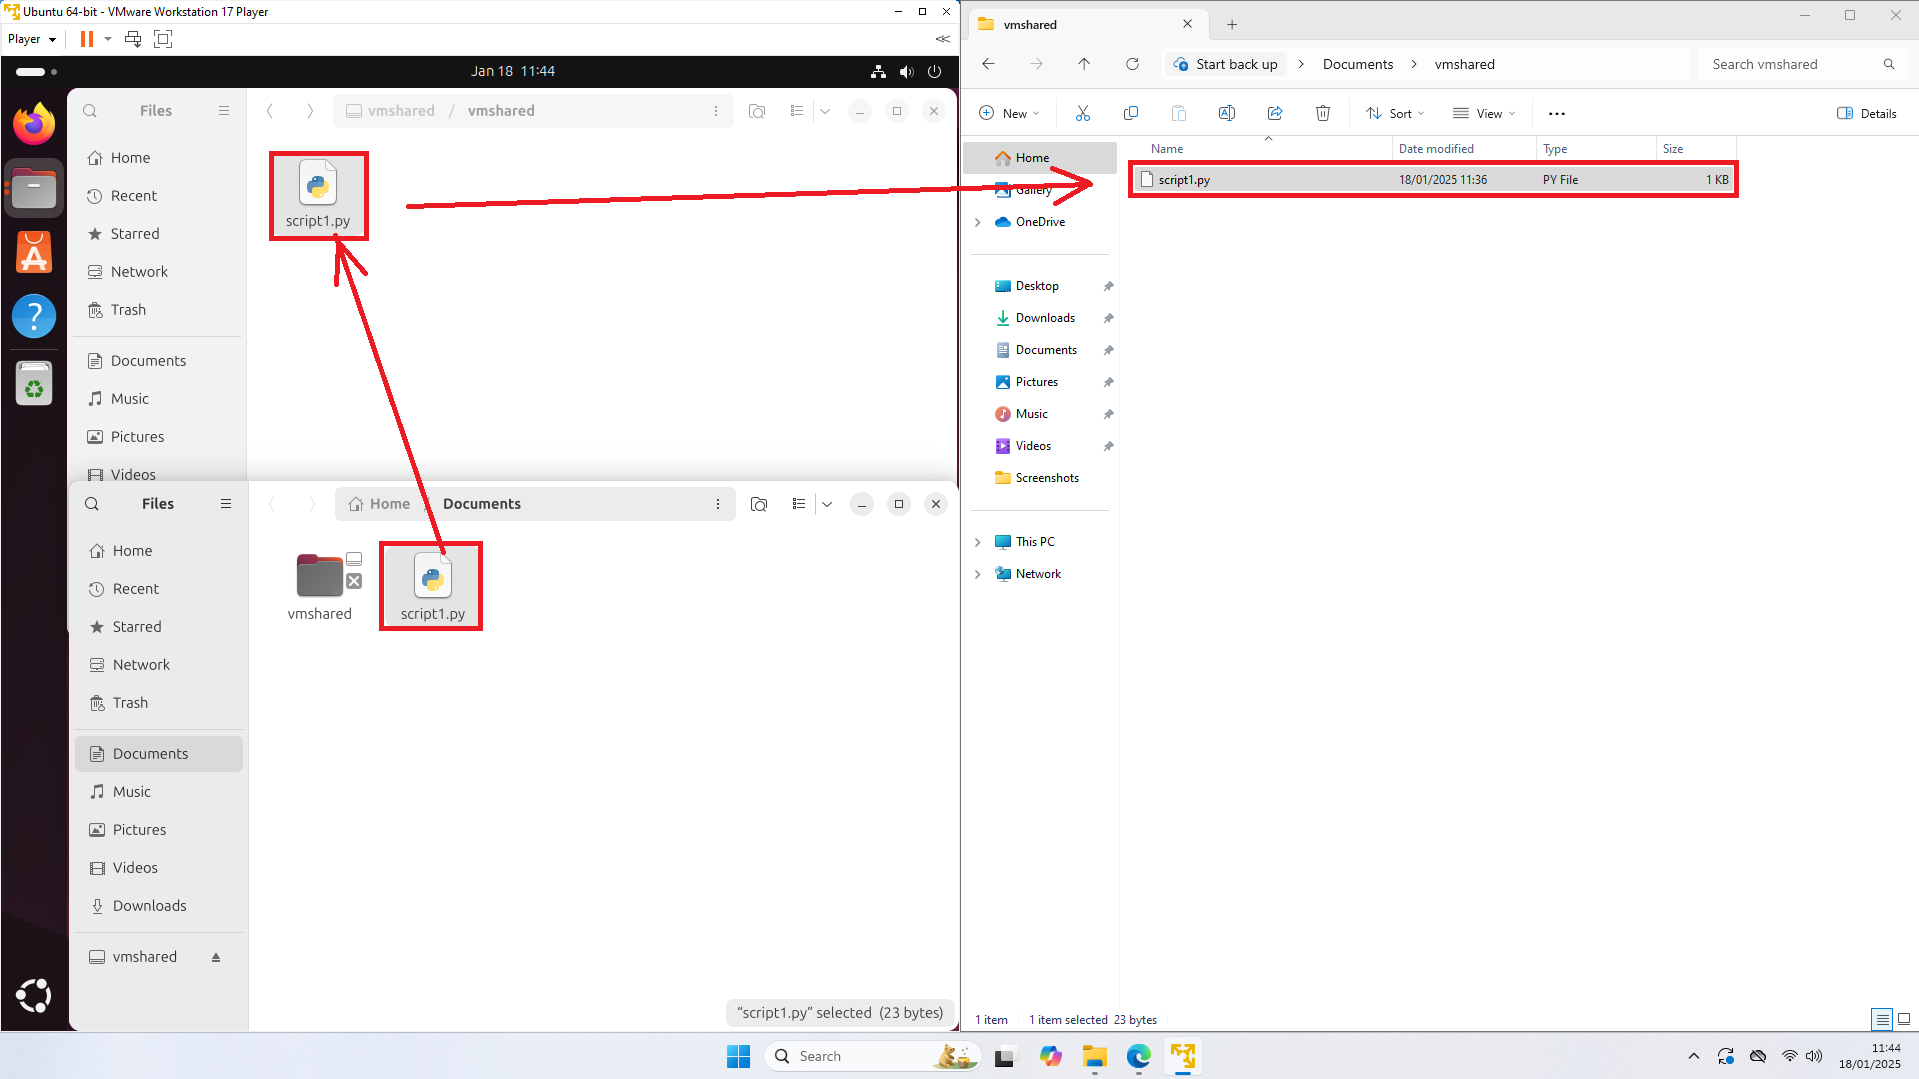 Ubuntu 64-bit - VMware Workstation 17 Player
Player
Jan 18 11:44
Files
vmshared / vmshared
Home
Recent
Starred
Network
Trash
Documents
Music
Pictures
Videos
script1.py
Files
Home / Documents
Home
Recent
Starred
Network
Trash
Documents
Music
Pictures
Videos
Downloads
vmshared
vmshared
script1.py
"script1.py" selected (23 bytes)
vmshared
Start back up > Documents > vmshared
Search vmshared
New
Sort
View
Details
Home
Gallery
OneDrive
Desktop
Downloads
Documents
Pictures
Music
Videos
Screenshots
This PC
Network
Name Date modified Type Size
script1.py 18/01/2025 11:36 PY File 1 KB
1 item 1 item selected 23 bytes
Search
11:44
18/01/2025